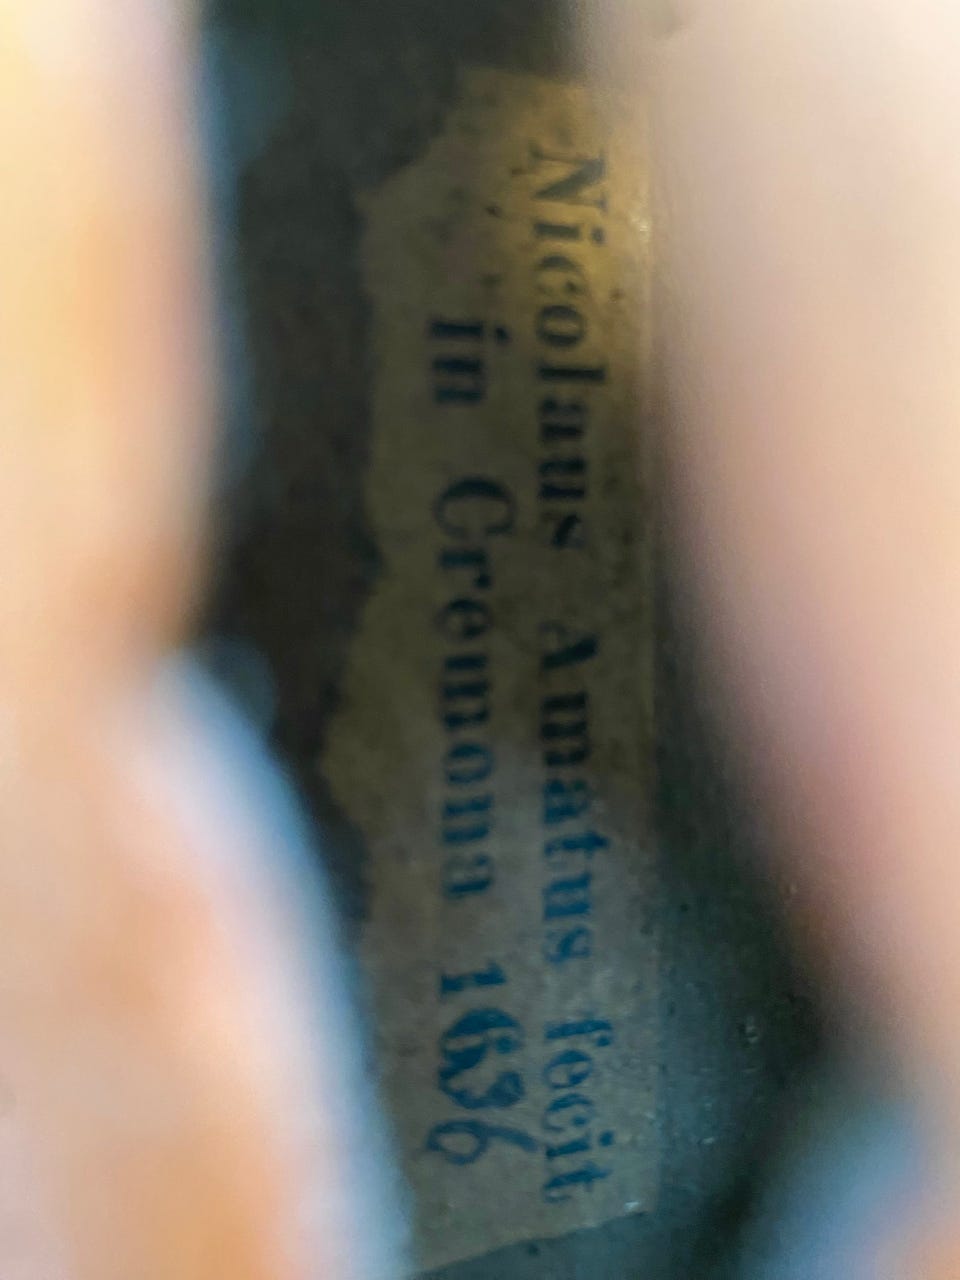 Nicolaus Amatus fecit
in Cremona 1636